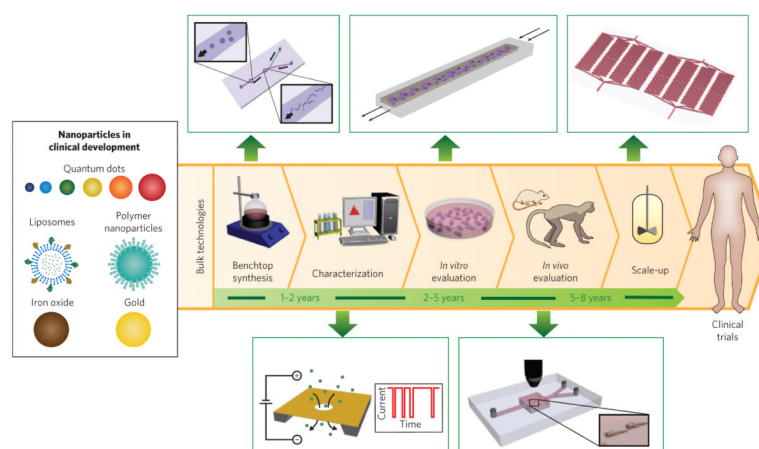 Nanoparticles in
clinical development
Quantum dots
Liposomes
Polymer
nanoparticles
Iron oxide
Gold
Bulk technologies
Benchtop
synthesis
Characterization
In vitro
evaluation
In vivo
evaluation
Scale-up
1–2 years
2–5 years
5–8 years
Clinical
trials
+
–
Current
Time